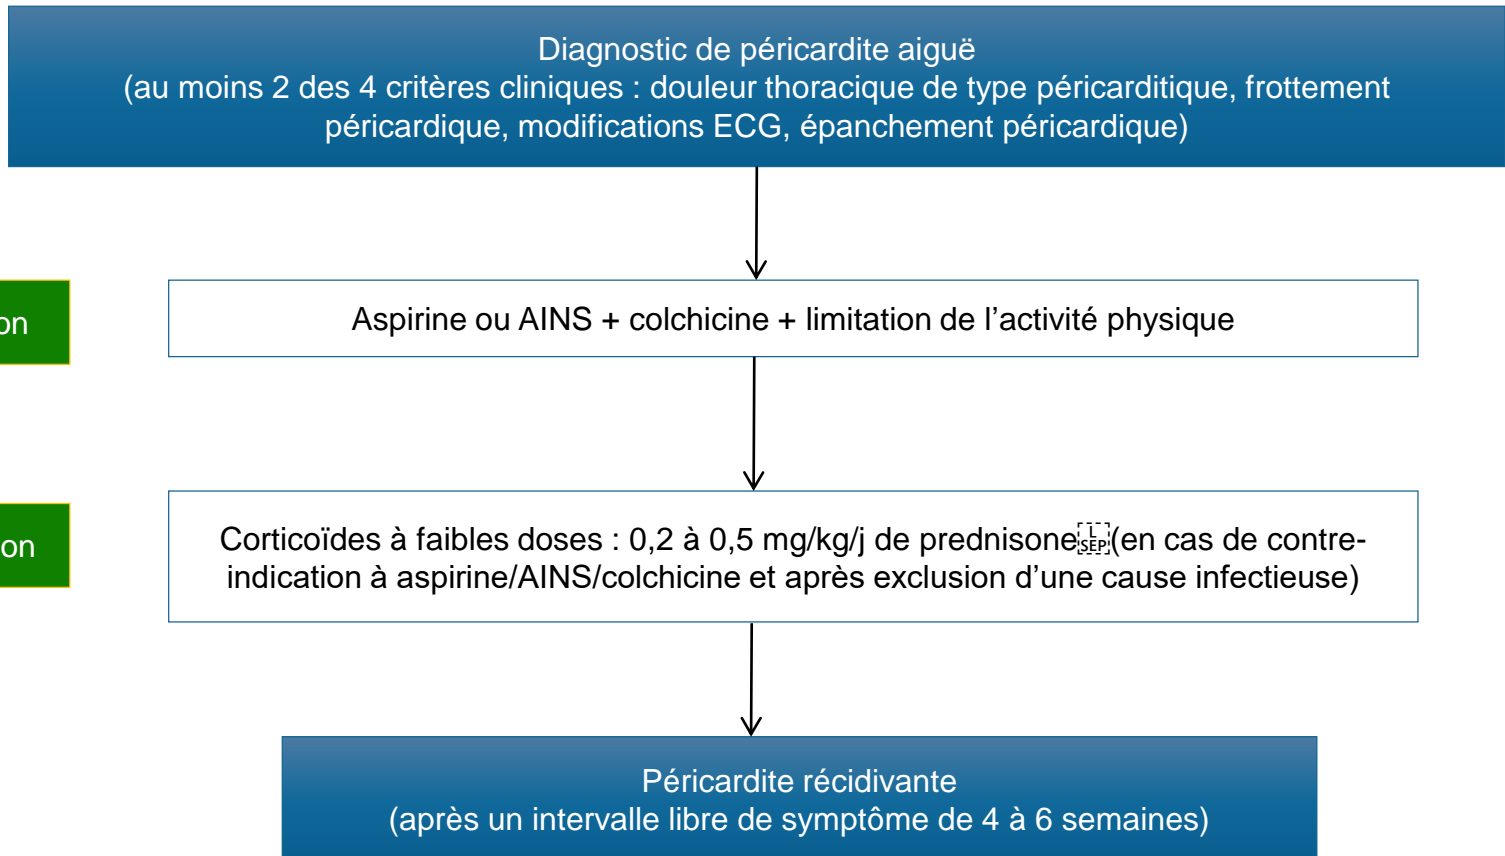 Diagnostic de péricardite aiguë
(au moins 2 des 4 critères cliniques : douleur thoracique de type péricarditique, frottement
péricardique, modifications ECG, épanchement péricardique)
on
Aspirine ou AINS + colchicine + limitation de l’activité physique
on
Corticoïdes à faibles doses : 0,2 à 0,5 mg/kg/j de prednisone L SEP (en cas de contre-
indication à aspirine/AINS/colchicine et après exclusion d’une cause infectieuse)
Péricardite récidivante
(après un intervalle libre de symptôme de 4 à 6 semaines)